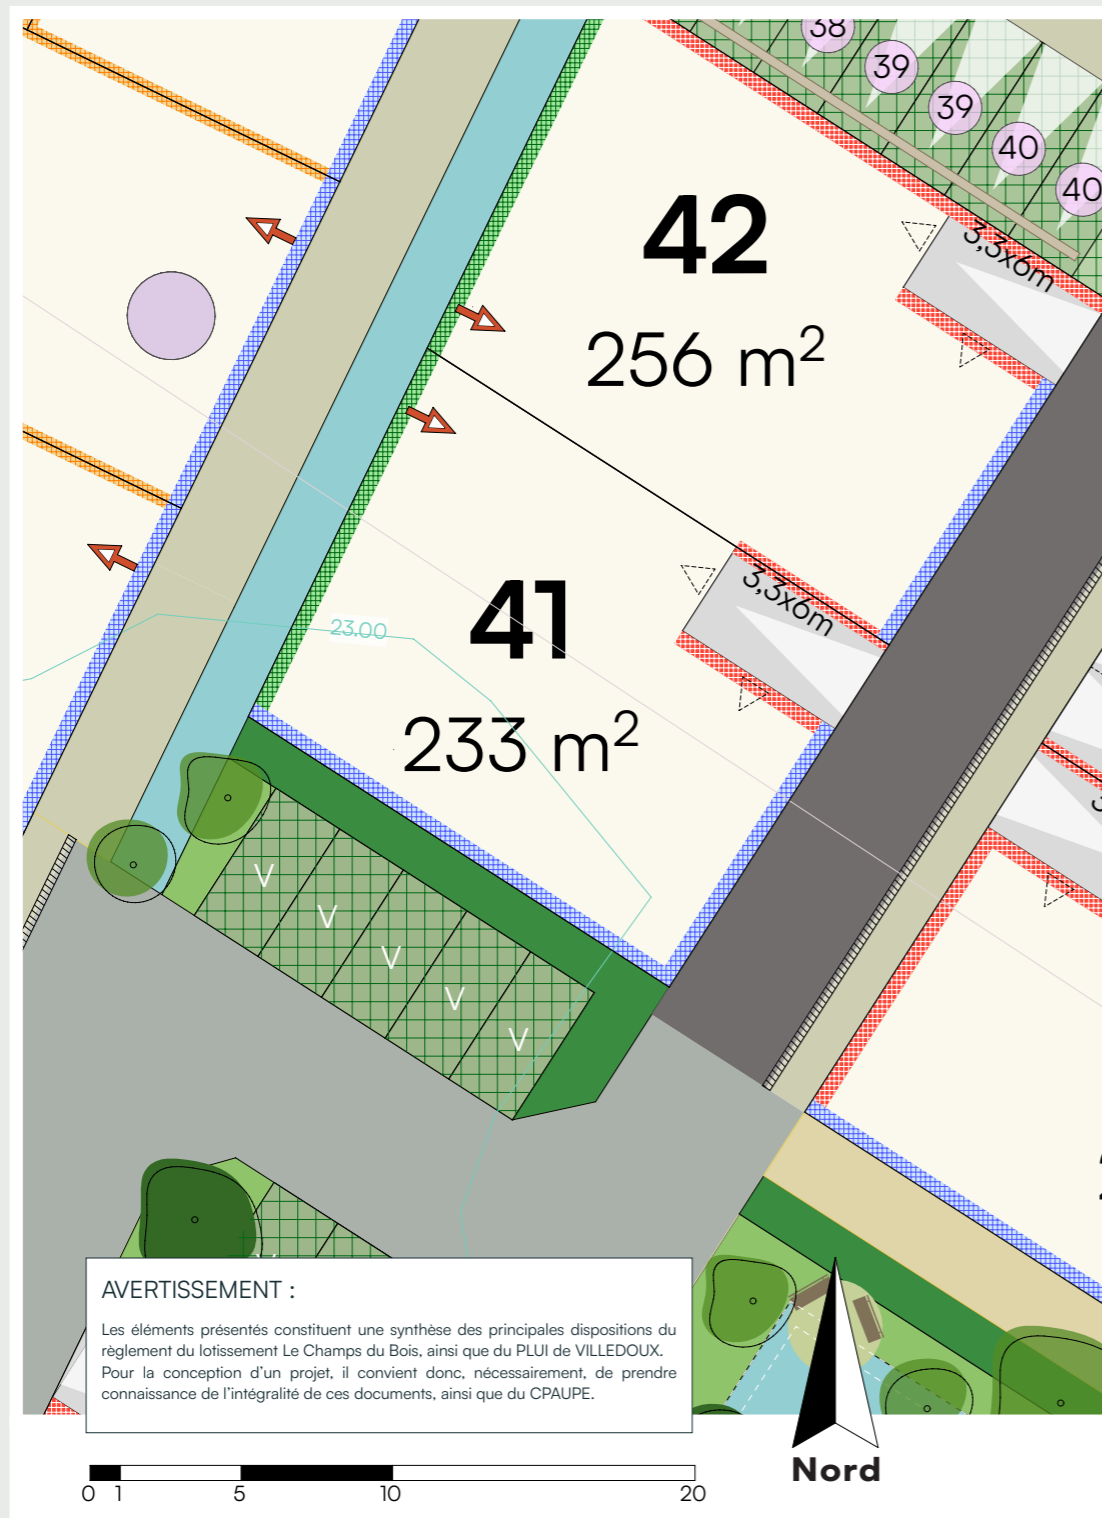 38
39
39
40
40
42
3,3x6m
256 m²
3,3x6m
41
23.00
233 m²
V
V
V
V
V
AVERTISSEMENT :
Les éléments présentés constituent une synthèse des principales dispositions du
règlement du lotissement Le Champs du Bois, ainsi que du PLUI de VILLEDOUX.
Pour la conception d'un projet, il convient donc, nécessairement, de prendre
connaissance de l'intégralité de ces documents, ainsi que du CPAUPE.
Nord
0 1 5 10 20